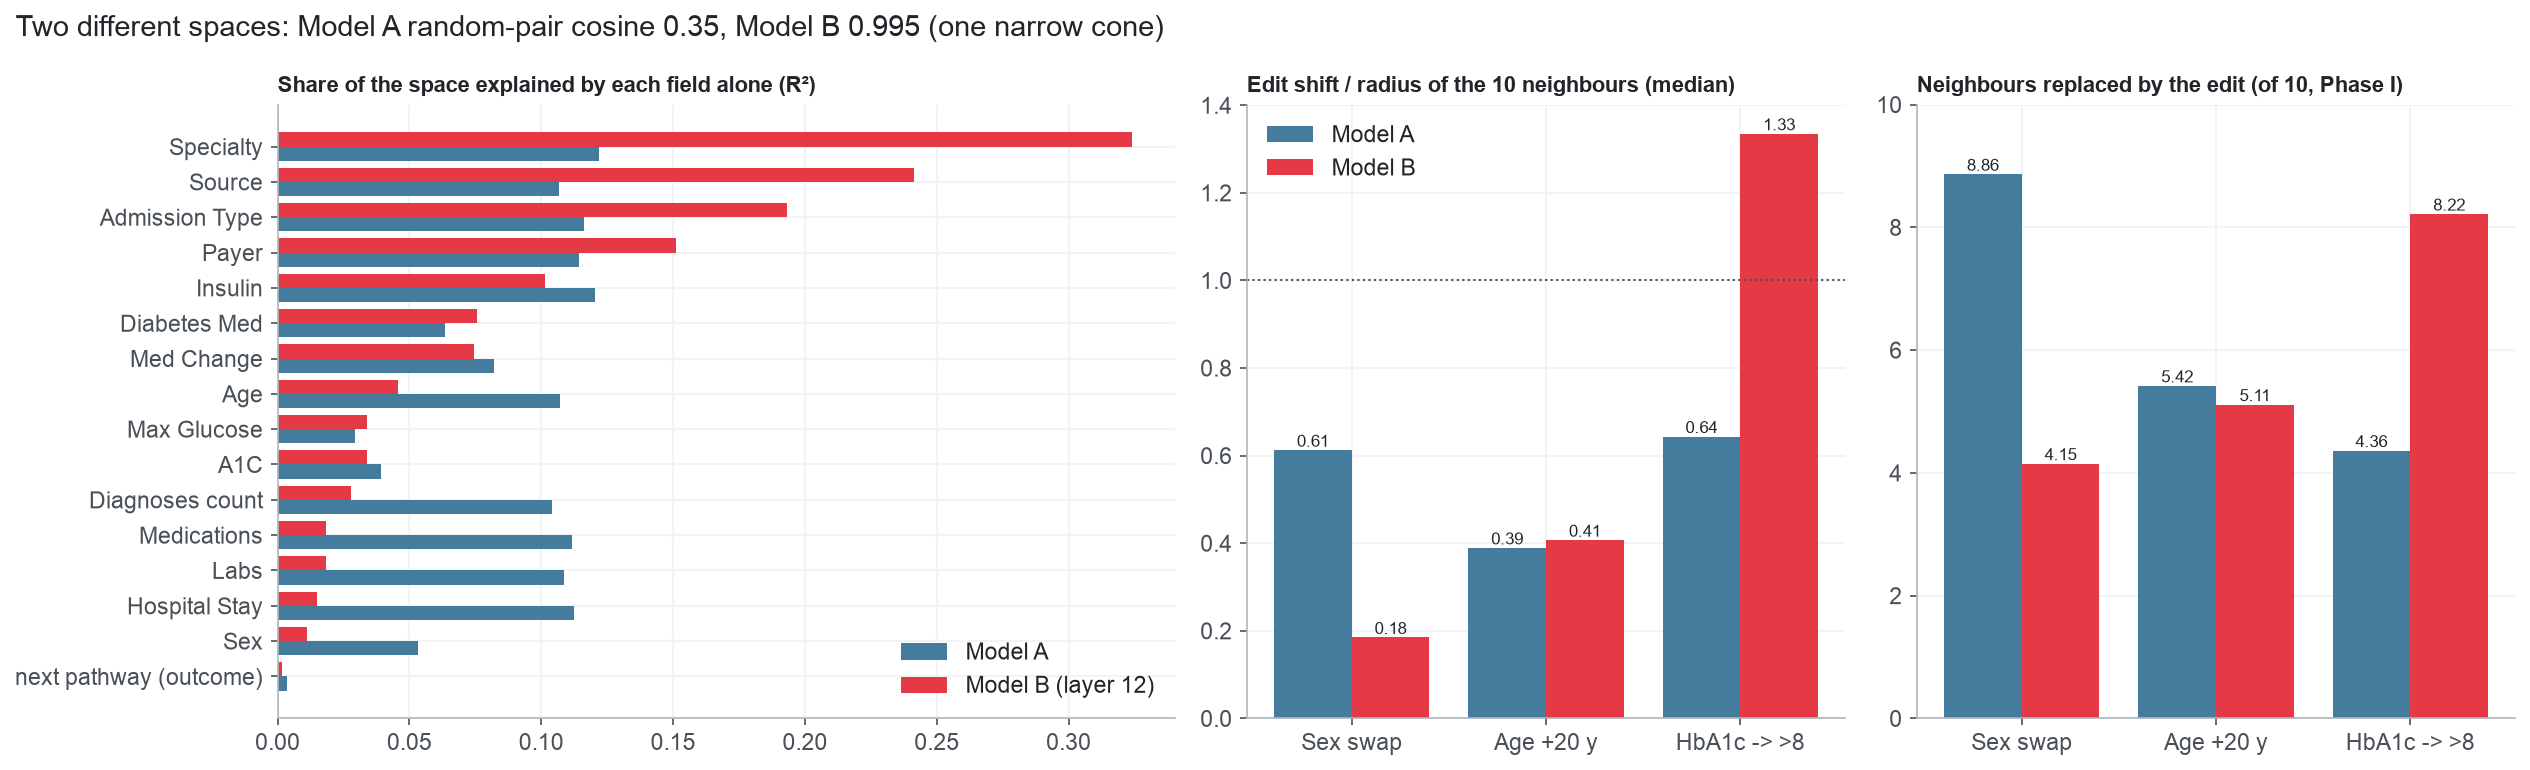 Two different spaces: Model A random-pair cosine 0.35, Model B 0.995 (one narrow cone)
Share of the space explained by each field alone (R²)
Specialty
Source
Admission Type
Payer
Insulin
Diabetes Med
Med Change
Age
Max Glucose
A1C
Diagnoses count
Medications
Labs
Hospital Stay
Sex
next pathway (outcome)
0.00 0.05 0.10 0.15 0.20 0.25 0.30
Model A
Model B (layer 12)
Edit shift / radius of the 10 neighbours (median)
1.4
1.2
1.0
0.8
0.6
0.4
0.2
0.0
Model A
Model B
0.61
0.18
0.39
0.41
0.64
1.33
Sex swap Age +20 y HbA1c -> >8
Neighbours replaced by the edit (of 10, Phase I)
10
8
6
4
2
0
8.86
4.15
5.42
5.11
4.36
8.22
Sex swap Age +20 y HbA1c -> >8